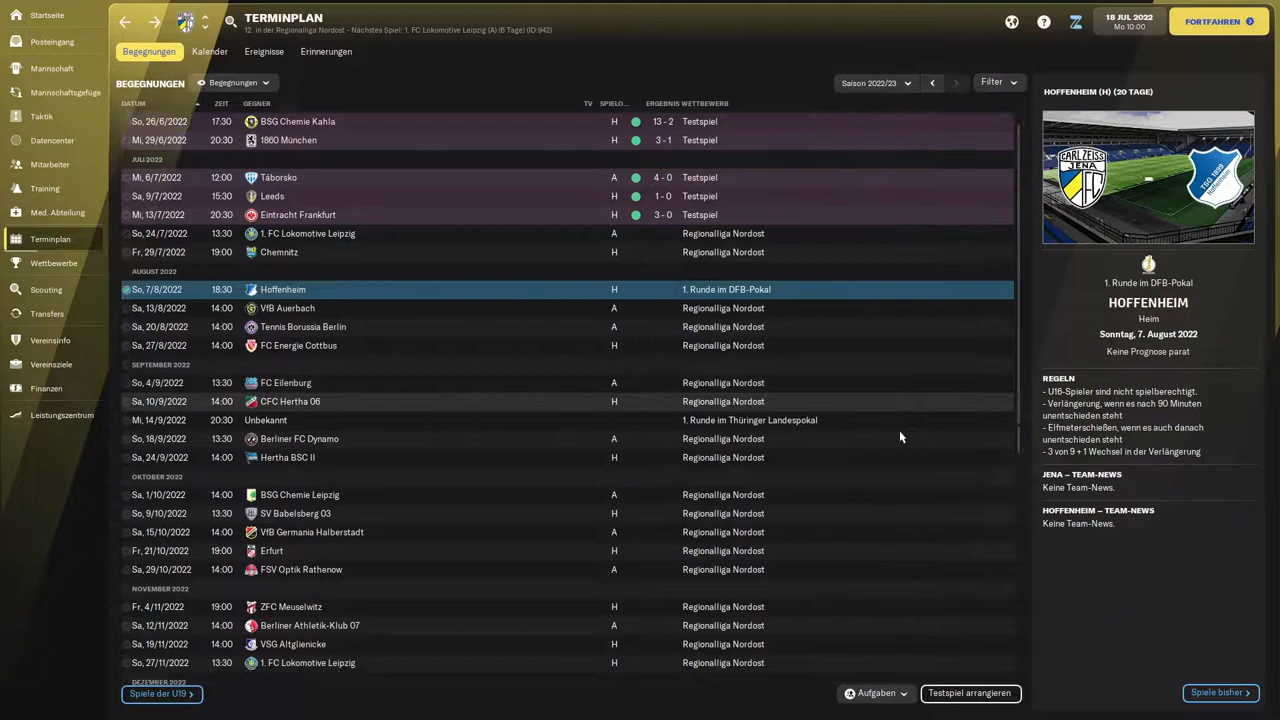 Startseite
Posteingang
Mannschaft
Mannschaftsgefüge
Taktik
Datencenter
Mitarbeiter
Training
Med. Abteilung
Terminplan
Wettbewerbe
Scouting
Transfers
Vereinsinfo
Vereinsziele
Finanzen
Leistungszentrum
TERMINPLAN
12. in der Regionalliga Nordost - Nächstes Spiel: 1. FC Lokomotive Leipzig (A) (6 Tage) (ID:942)
18 JUL 2022
Mo 10:00
FORTFAHREN
Begegnungen Kalender Ereignisse Erinnerungen
BEGEGNUNGEN Begegnungen Saison 2022/23 Filter
DATUM ZEIT GEGNER TV SPIELO... ERGEBNIS WETTBEWERB
So, 26/6/2022 17:30 BSG Chemie Kahla H 13 - 2 Testspiel
Mi, 29/6/2022 20:30 1860 München H 3 - 1 Testspiel
JULI 2022
Mi, 6/7/2022 12:00 Táborsko A 4 - 0 Testspiel
Sa, 9/7/2022 15:30 Leeds H 1 - 0 Testspiel
Mi, 13/7/2022 20:30 Eintracht Frankfurt H 3 - 0 Testspiel
So, 24/7/2022 13:30 1. FC Lokomotive Leipzig A Regionalliga Nordost
Fr, 29/7/2022 19:00 Chemnitz H Regionalliga Nordost
AUGUST 2022
So, 7/8/2022 18:30 Hoffenheim H 1. Runde im DFB-Pokal
Sa, 13/8/2022 14:00 VfB Auerbach A Regionalliga Nordost
Sa, 20/8/2022 14:00 Tennis Borussia Berlin A Regionalliga Nordost
Sa, 27/8/2022 14:00 FC Energie Cottbus H Regionalliga Nordost
SEPTEMBER 2022
So, 4/9/2022 13:30 FC Eilenburg A Regionalliga Nordost
Sa, 10/9/2022 14:00 CFC Hertha 06 H Regionalliga Nordost
Mi, 14/9/2022 20:30 Unbekannt 1. Runde im Thüringer Landespokal
So, 18/9/2022 13:30 Berliner FC Dynamo A Regionalliga Nordost
Sa, 24/9/2022 14:00 Hertha BSC II H Regionalliga Nordost
OKTOBER 2022
Sa, 1/10/2022 14:00 BSG Chemie Leipzig A Regionalliga Nordost
So, 9/10/2022 13:30 SV Babelsberg 03 H Regionalliga Nordost
Sa, 15/10/2022 14:00 VfB Germania Halberstadt A Regionalliga Nordost
Fr, 21/10/2022 19:00 Erfurt H Regionalliga Nordost
Sa, 29/10/2022 14:00 FSV Optik Rathenow A Regionalliga Nordost
NOVEMBER 2022
Fr, 4/11/2022 19:00 ZFC Meuselwitz H Regionalliga Nordost
Sa, 12/11/2022 14:00 Berliner Athletik-Klub 07 A Regionalliga Nordost
Sa, 19/11/2022 14:00 VSG Altglienicke H Regionalliga Nordost
So, 27/11/2022 13:30 1. FC Lokomotive Leipzig H Regionalliga Nordost
DEZEMBER 2022
Spiele der U19 Aufgaben Testspiel arrangieren Spiele bisher
HOFFENHEIM (H) (20 TAGE)
CARL ZEISS
JENA FC
TSG 1899
Hoffenheim
1. Runde im DFB-Pokal
HOFFENHEIM
Heim
Sonntag, 7. August 2022
Keine Prognose parat
REGELN
- U16-Spieler sind nicht spielberechtigt.
- Verlängerung, wenn es nach 90 Minuten
unentschieden steht
- Elfmeterschießen, wenn es auch danach
unentschieden steht
- 3 von 9 + 1 Wechsel in der Verlängerung
JENA – TEAM-NEWS
Keine Team-News.
HOFFENHEIM – TEAM-NEWS
Keine Team-News.